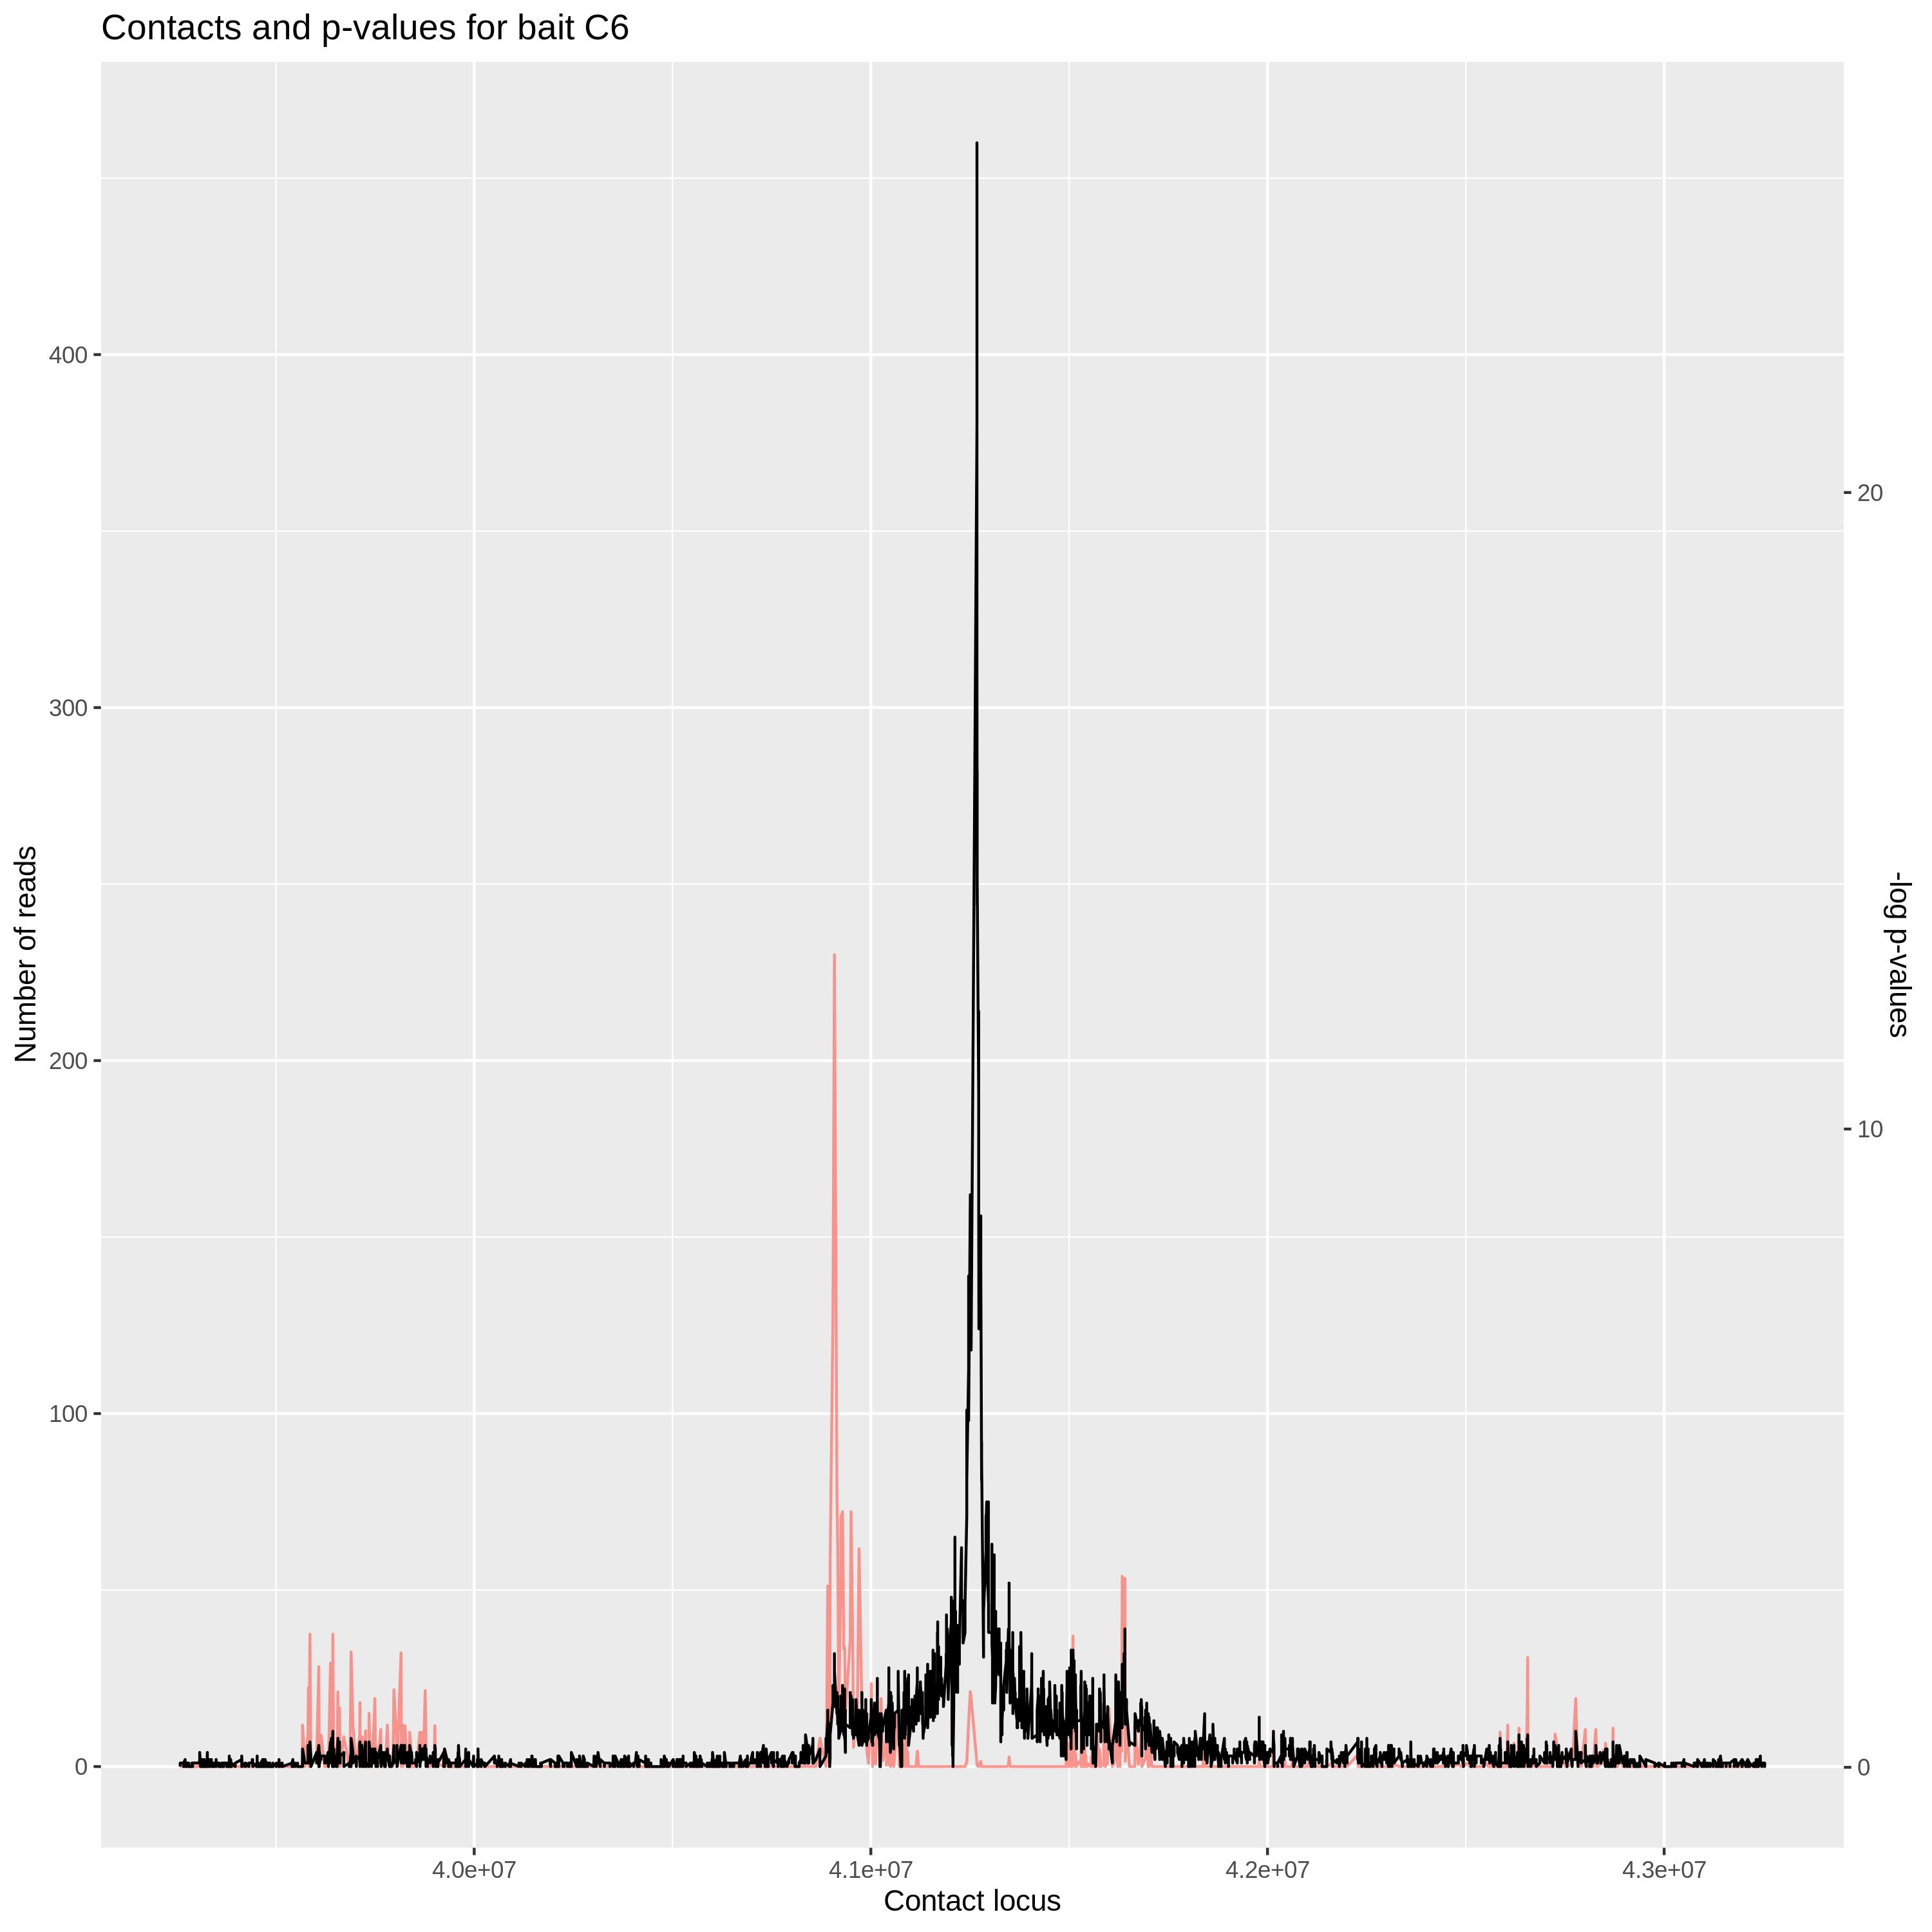 Contacts and p-values for bait C6
Number of reads
400
300
200
100
0
20
10
0
-log p-values
4.0e+07
4.1e+07
4.2e+07
4.3e+07
Contact locus